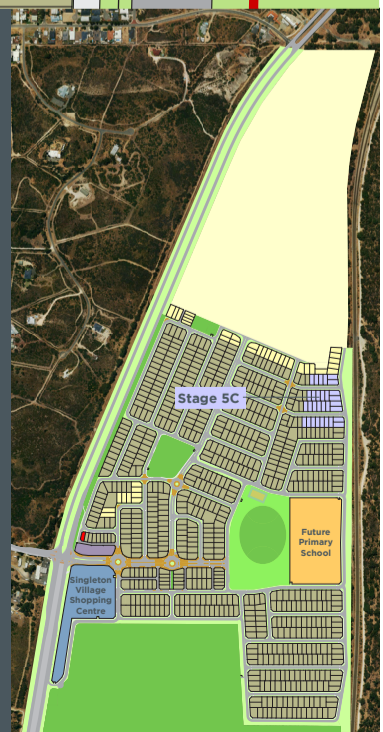 Stage 5C
Future
Primary
School
Singleton
Village
Shopping
Centre